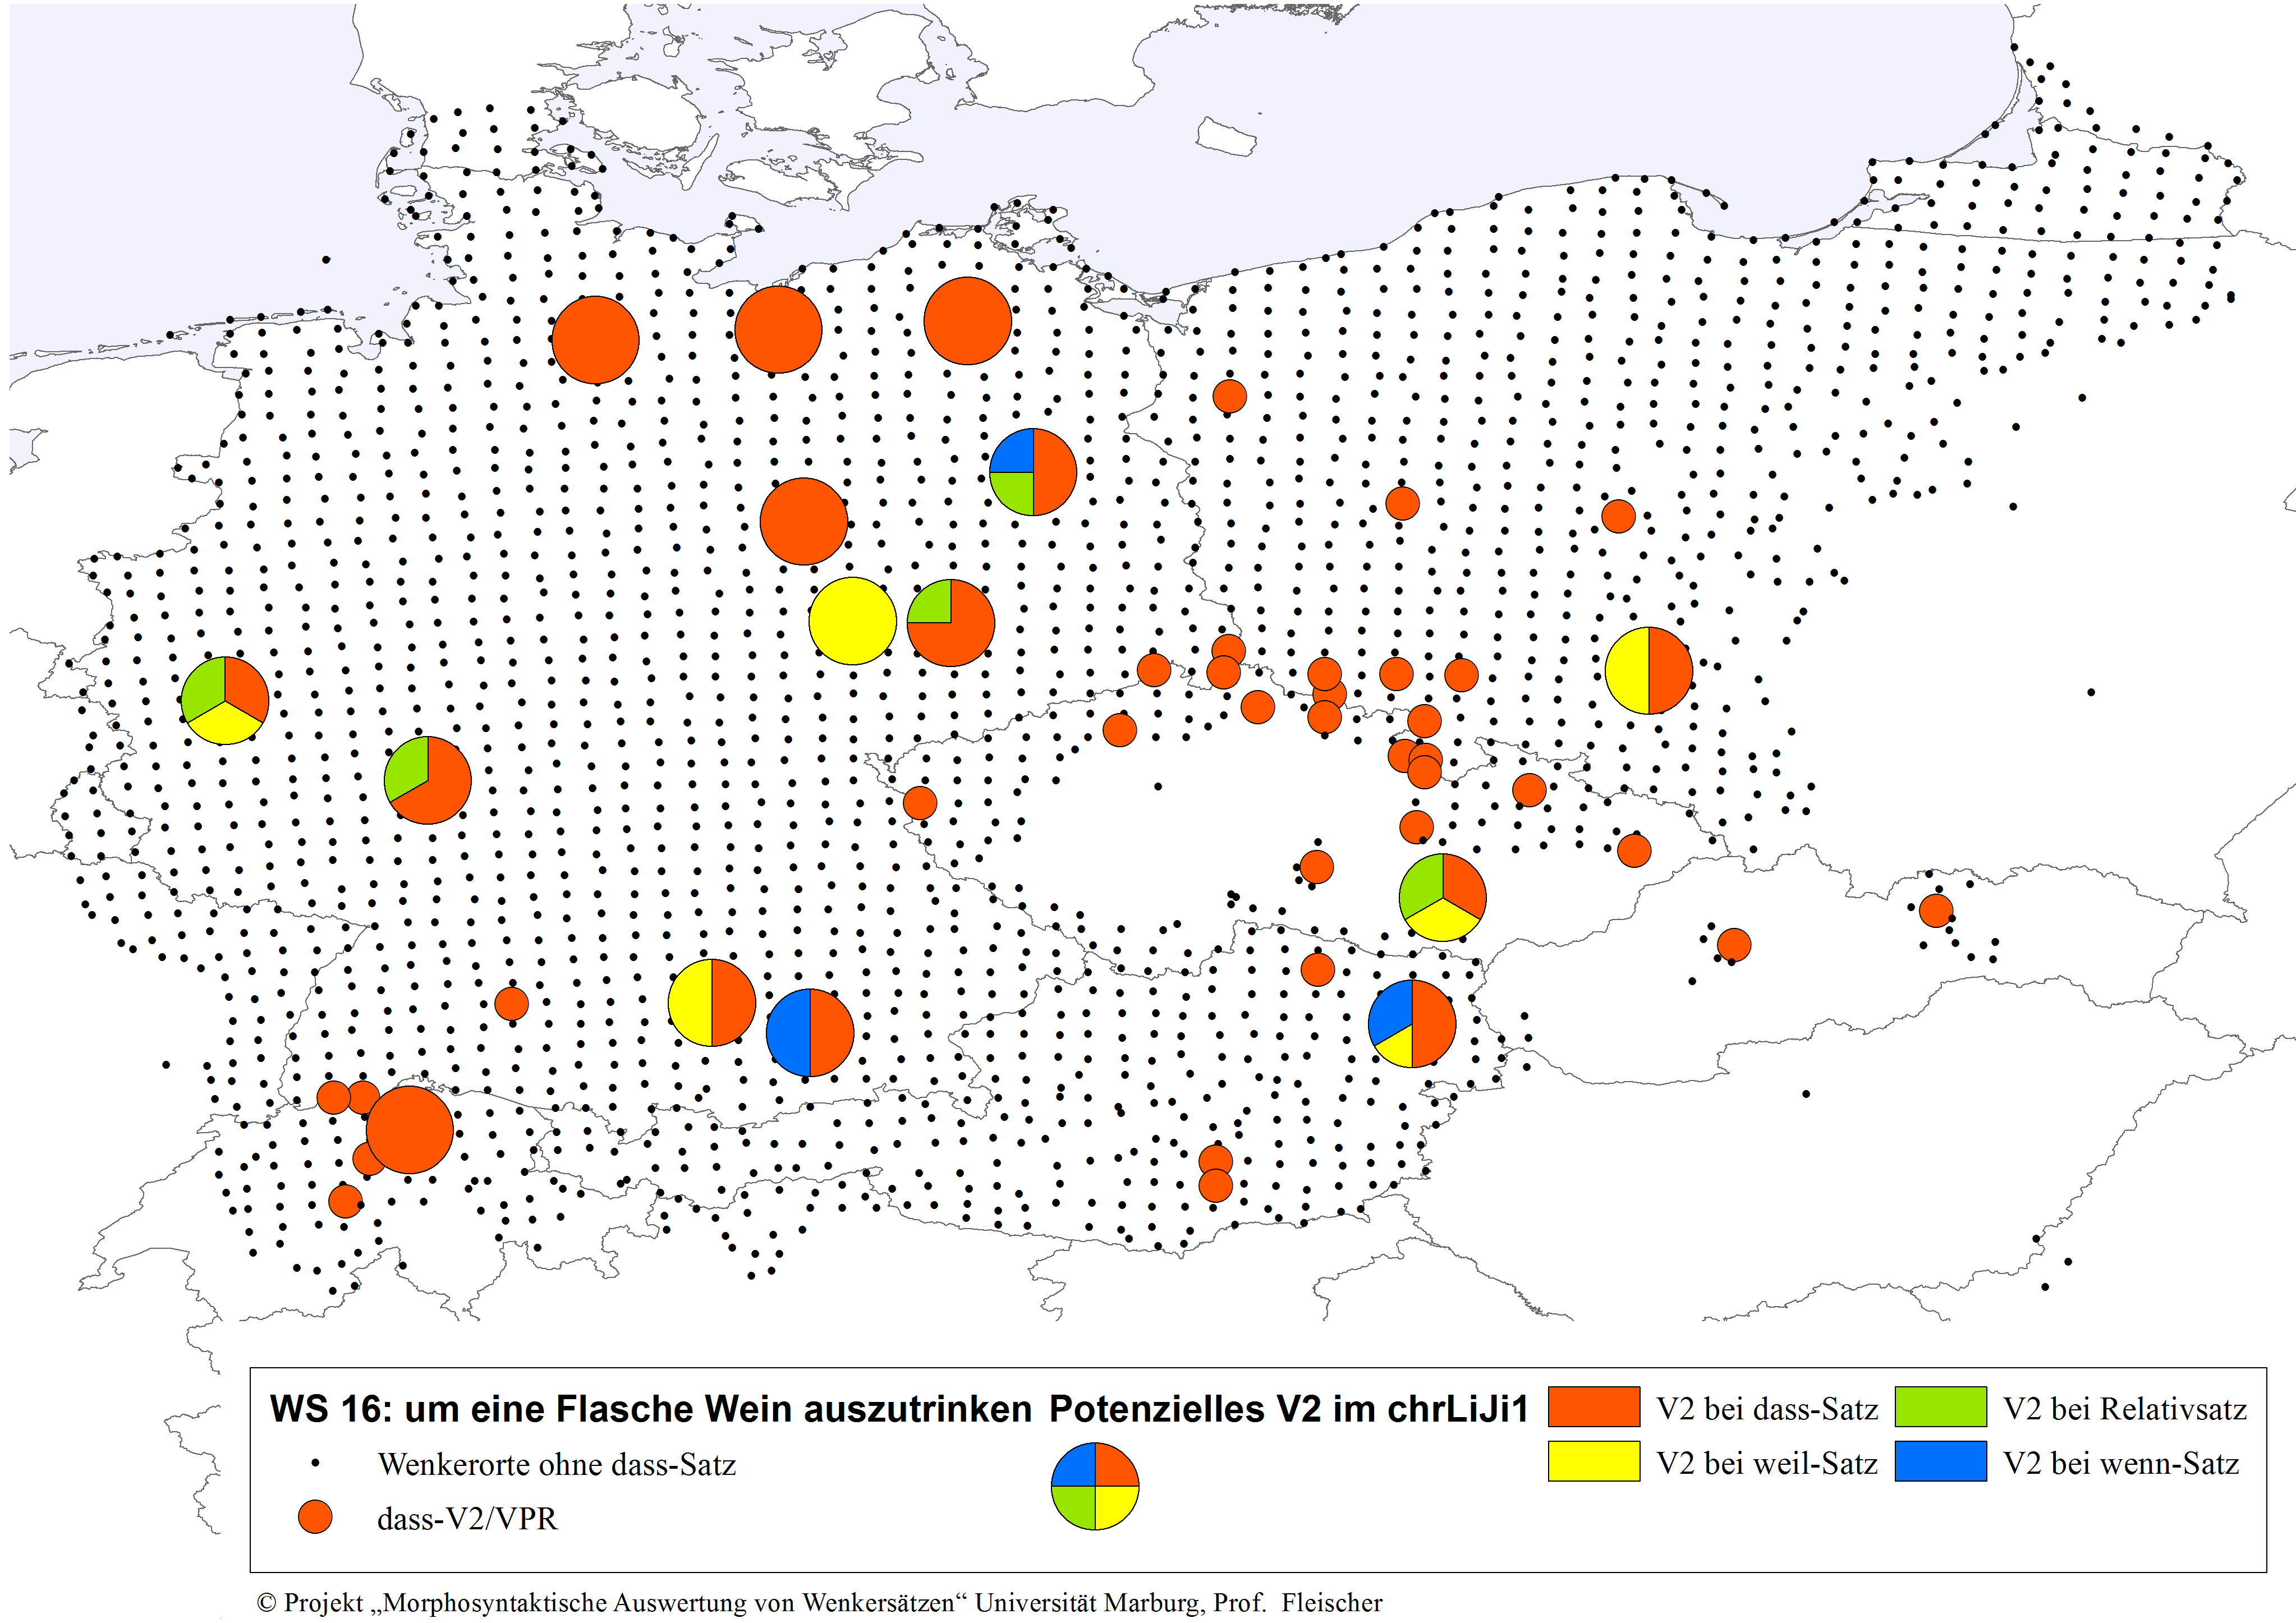 WS 16: um eine Flasche Wein auszutrinken
Wenkerorte ohne dass-Satz
dass-V2/VPR
Potenzielles V2 im chrLiJi1
V2 bei dass-Satz
V2 bei weil-Satz
V2 bei Relativsatz
V2 bei wenn-Satz
© Projekt „Morphosyntaktische Auswertung von Wenkersätzen“ Universität Marburg, Prof. Fleischer